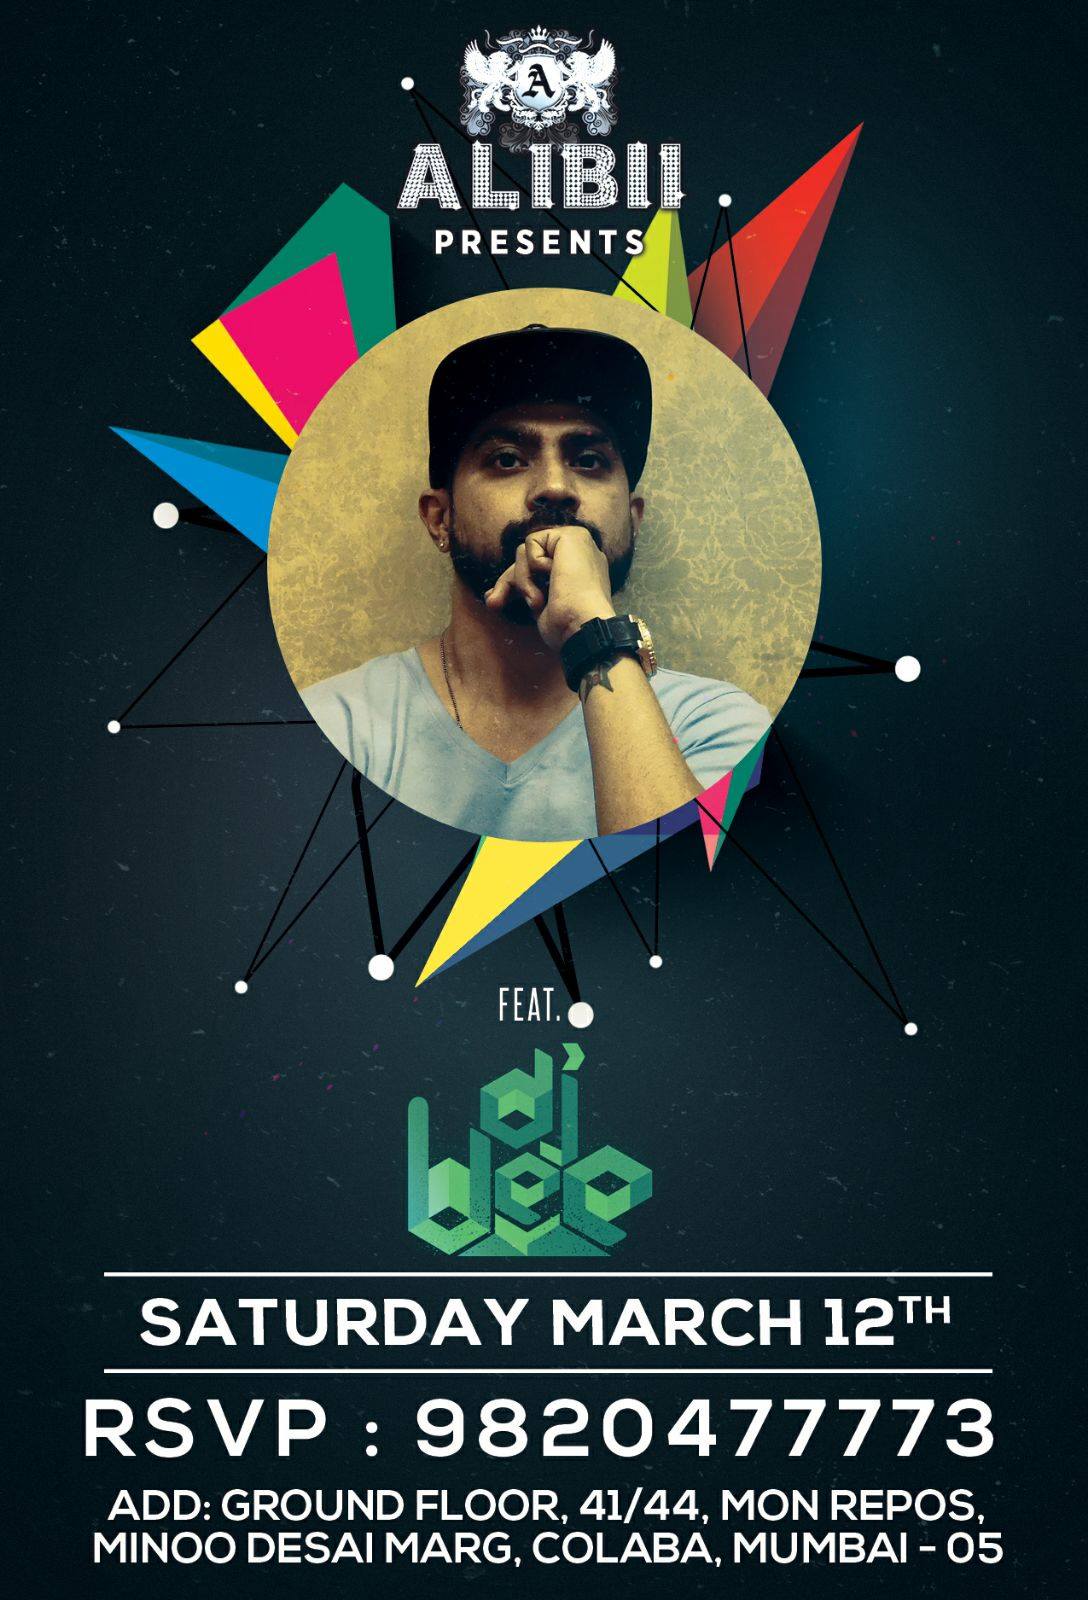 A
ALIBII
PRESENTS
FEAT.
dj
bee
SATURDAY MARCH 12TH
RSVP : 9820477773
ADD: GROUND FLOOR, 41/44, MON REPOS,
MINOO DESAI MARG, COLABA, MUMBAI - 05